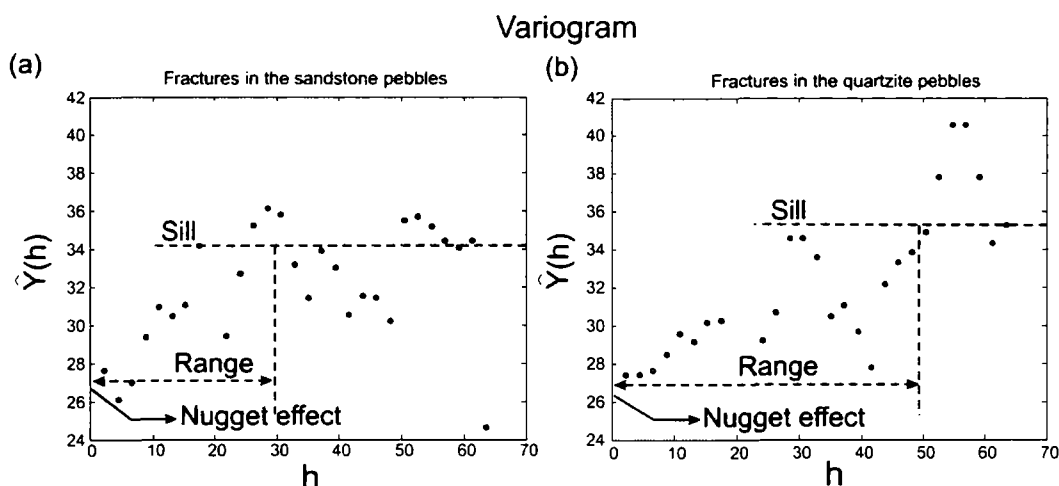 Variogram
(a)
Fractures in the sandstone pebbles
42
40
38
36
34
32
30
28
26
24
Ŷ(h)
Sill
Range
Nugget effect
0 10 20 30 40 50 60 70
h
(b)
Fractures in the quartzite pebbles
42
40
38
36
34
32
30
28
26
24
Ŷ(h)
Sill
Range
Nugget effect
0 10 20 30 40 50 60 70
h